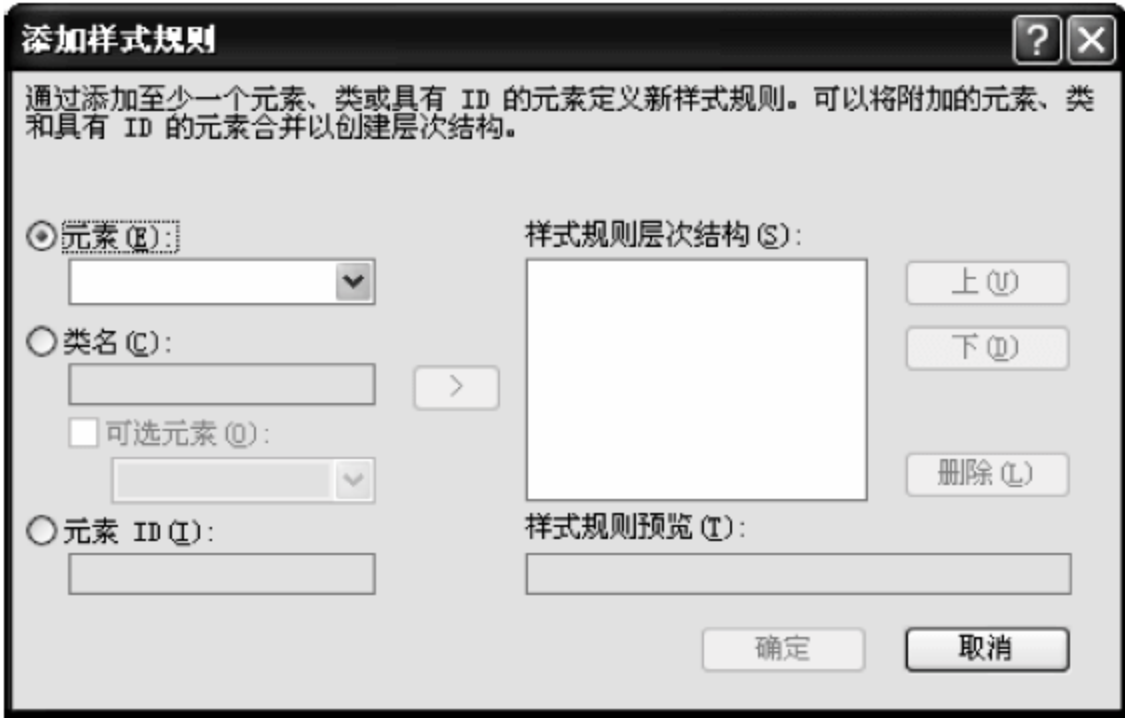 添加样式规则
通过添加至少一个元素、类或具有 ID 的元素定义新样式规则。可以将附加的元素、类
和具有 ID 的元素合并以创建层次结构。
元素(E):
样式规则层次结构(S):
上(U)
类名(C):
下(D)
>
可选元素(O):
删除(L)
元素 ID(I):
样式规则预览(T):
确定
取消